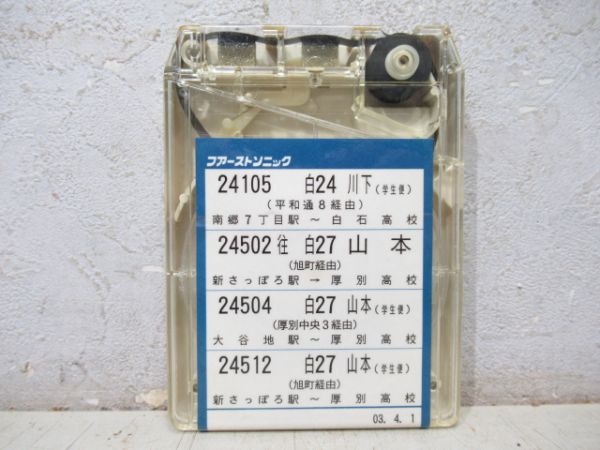 ファーストソニック
24105 白24 川下(学生便)
(平和通8経由)
南郷7丁目駅～白石高校
24502往 白27 山本
(旭町経由)
新さっぽろ駅→厚別高校
24504 白27 山本(学生便)
(厚別中央3経由)
大谷地駅～厚別高校
24512 白27 山本(学生便)
(旭町経由)
新さっぽろ駅～厚別高校
03. 4. 1